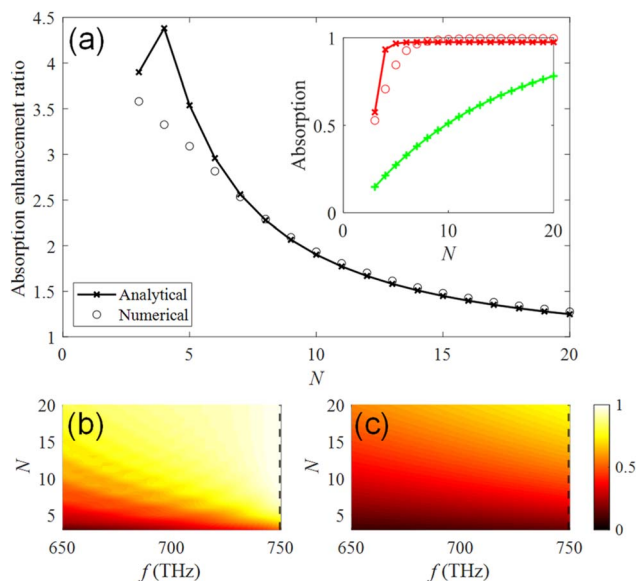 (a)
4.5
4
3.5
3
2.5
2
1.5
1
0 5 10 15 20
N
Absorption enhancement ratio
Analytical
Numerical
1
0.5
0
0 10 20
N
Absorption
(b)
20
15
10
5
N
650 700 750
f (THz)
(c)
20
15
10
5
N
650 700 750
f (THz)
1
0.5
0